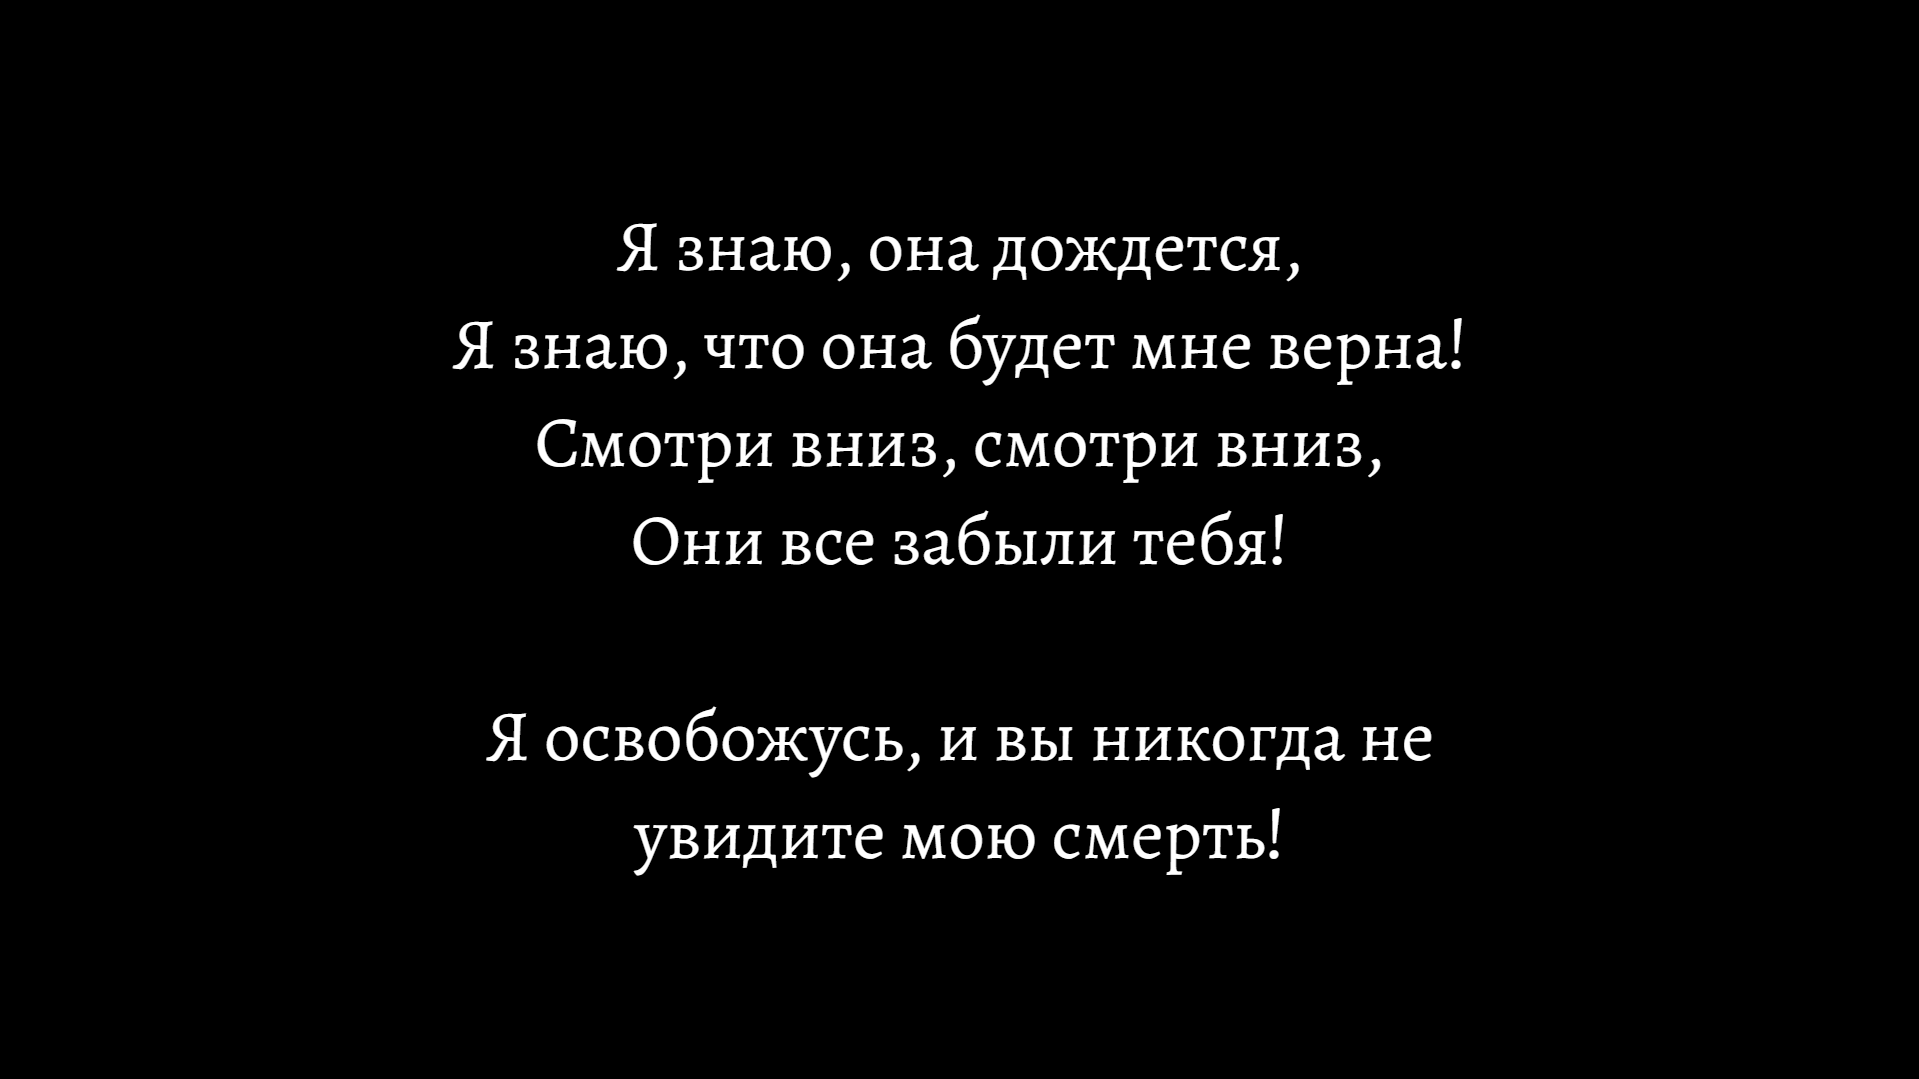 Я знаю, она дождется,
Я знаю, что она будет мне верна!
Смотри вниз, смотри вниз,
Они все забыли тебя!
Я освобожусь, и вы никогда не
увидите мою смерть!